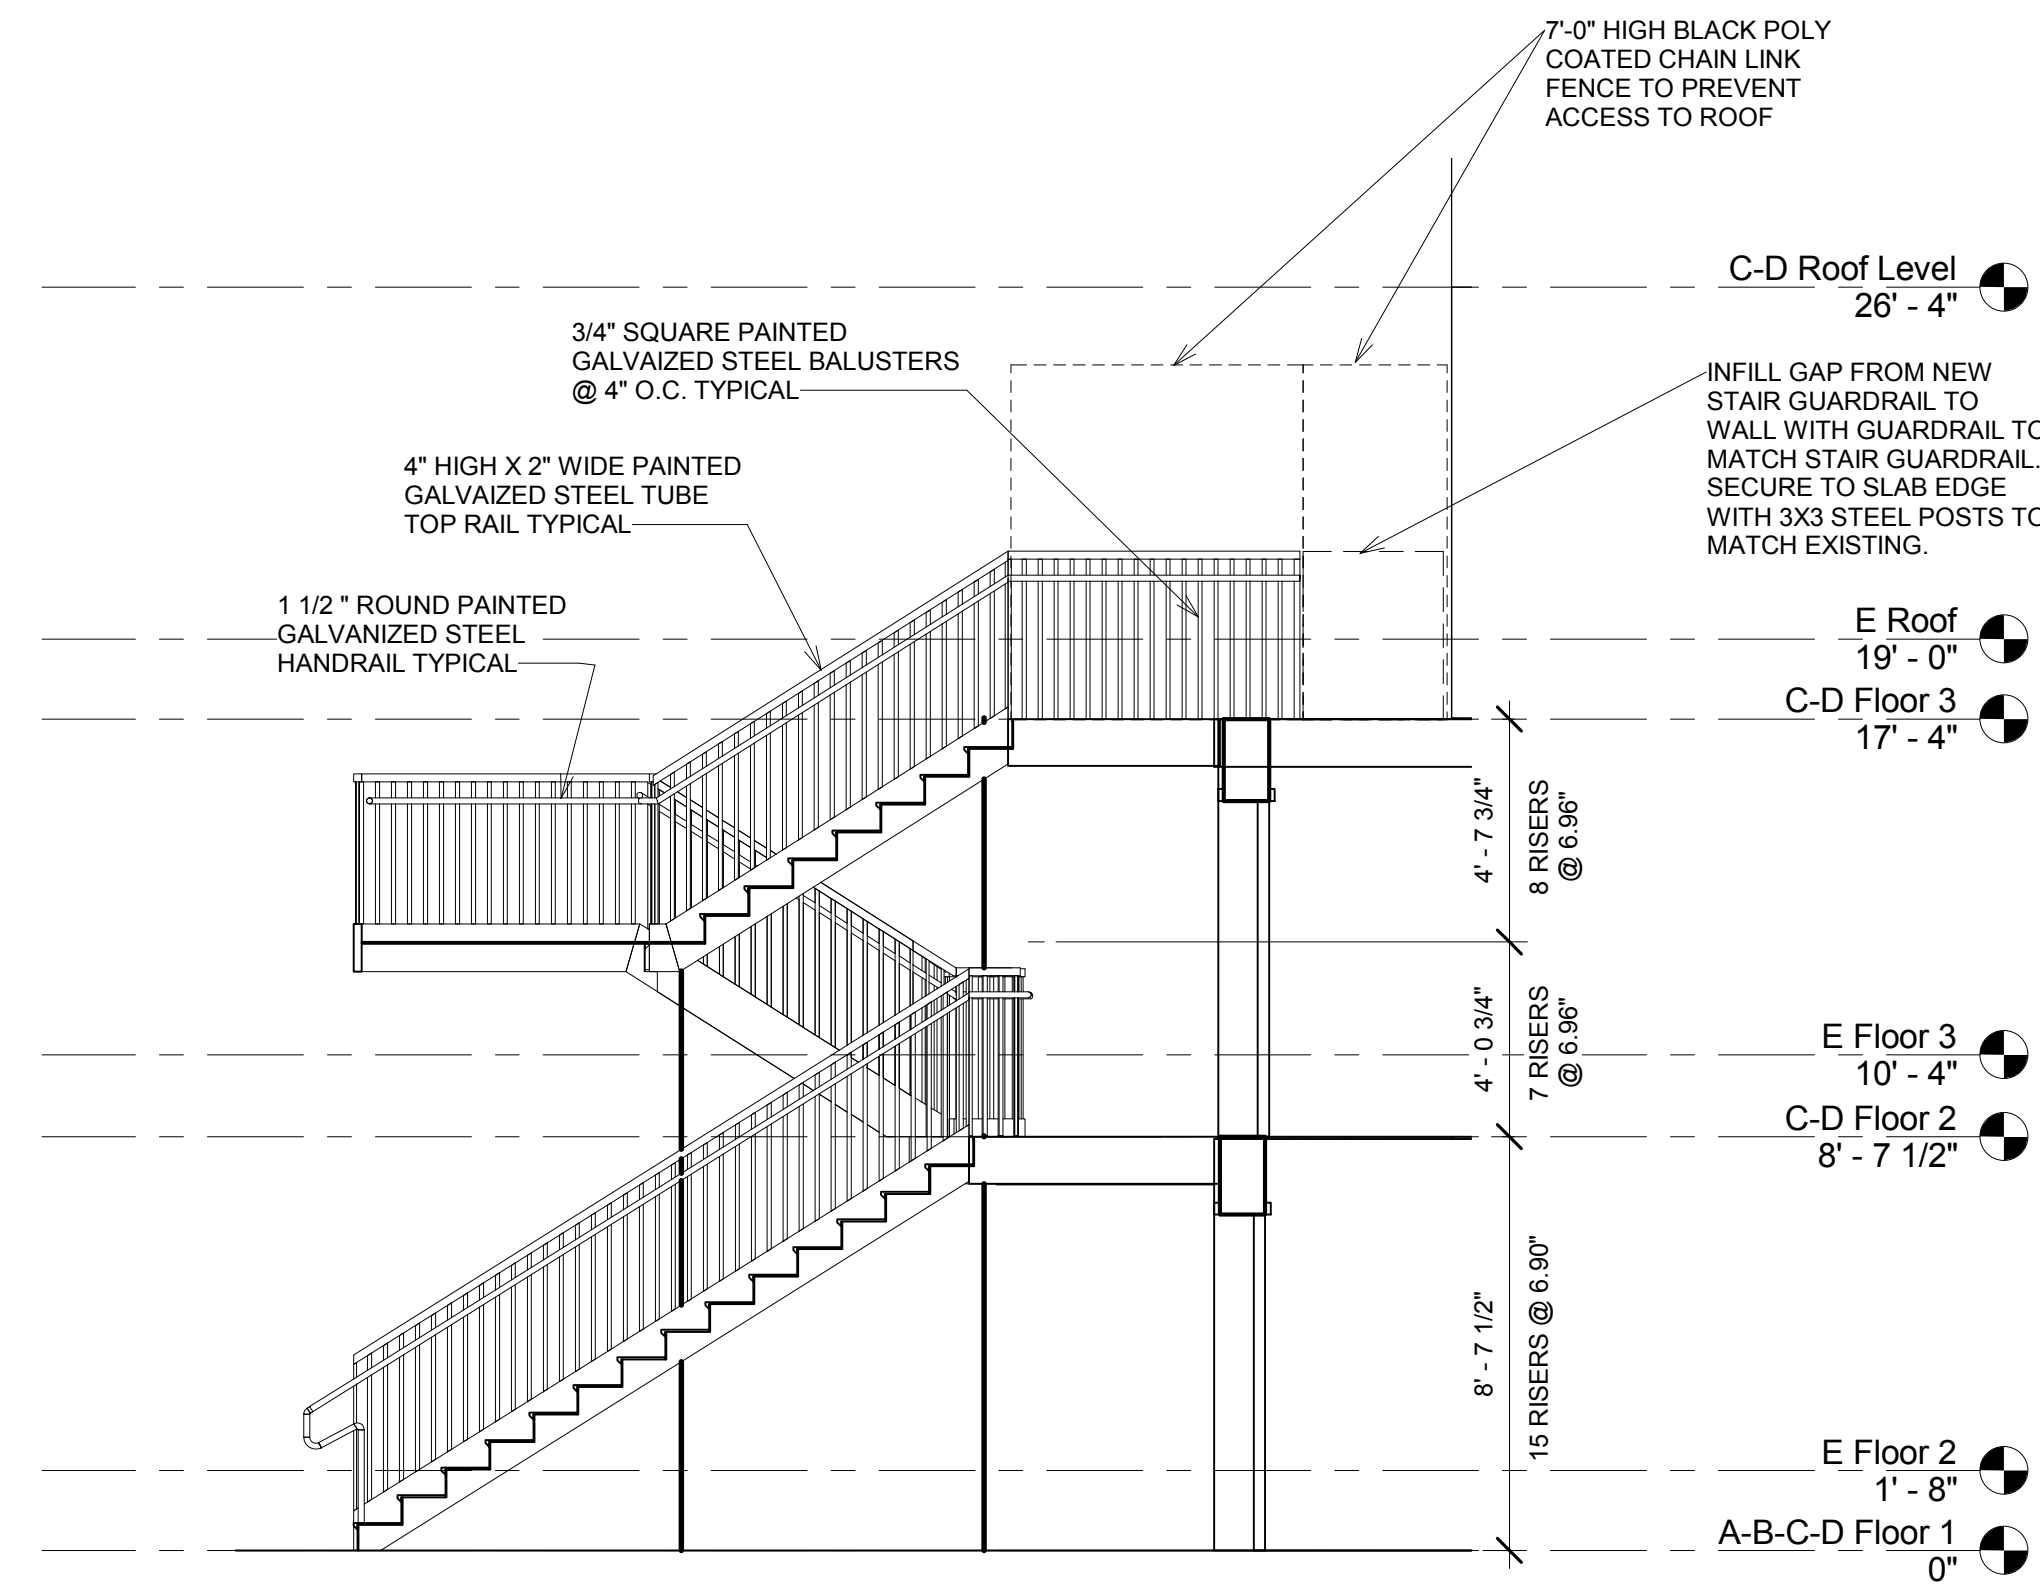 7'-0" HIGH BLACK POLY
COATED CHAIN LINK
FENCE TO PREVENT
ACCESS TO ROOF
C-D Roof Level
26' - 4"
3/4" SQUARE PAINTED
GALVAIZED STEEL BALUSTERS
@ 4" O.C. TYPICAL
INFILL GAP FROM NEW
STAIR GUARDRAIL TO
WALL WITH GUARDRAIL TO
MATCH STAIR GUARDRAIL.
SECURE TO SLAB EDGE
WITH 3X3 STEEL POSTS TO
MATCH EXISTING.
4" HIGH X 2" WIDE PAINTED
GALVAIZED STEEL TUBE
TOP RAIL TYPICAL
1 1/2 " ROUND PAINTED
GALVANIZED STEEL
HANDRAIL TYPICAL
E Roof
19' - 0"
C-D Floor 3
17' - 4"
4' - 7 3/4"
8 RISERS
@ 6.96"
4' - 0 3/4"
7 RISERS
@ 6.96"
E Floor 3
10' - 4"
C-D Floor 2
8' - 7 1/2"
8' - 7 1/2"
15 RISERS @ 6.90"
E Floor 2
1' - 8"
A-B-C-D Floor 1
0"